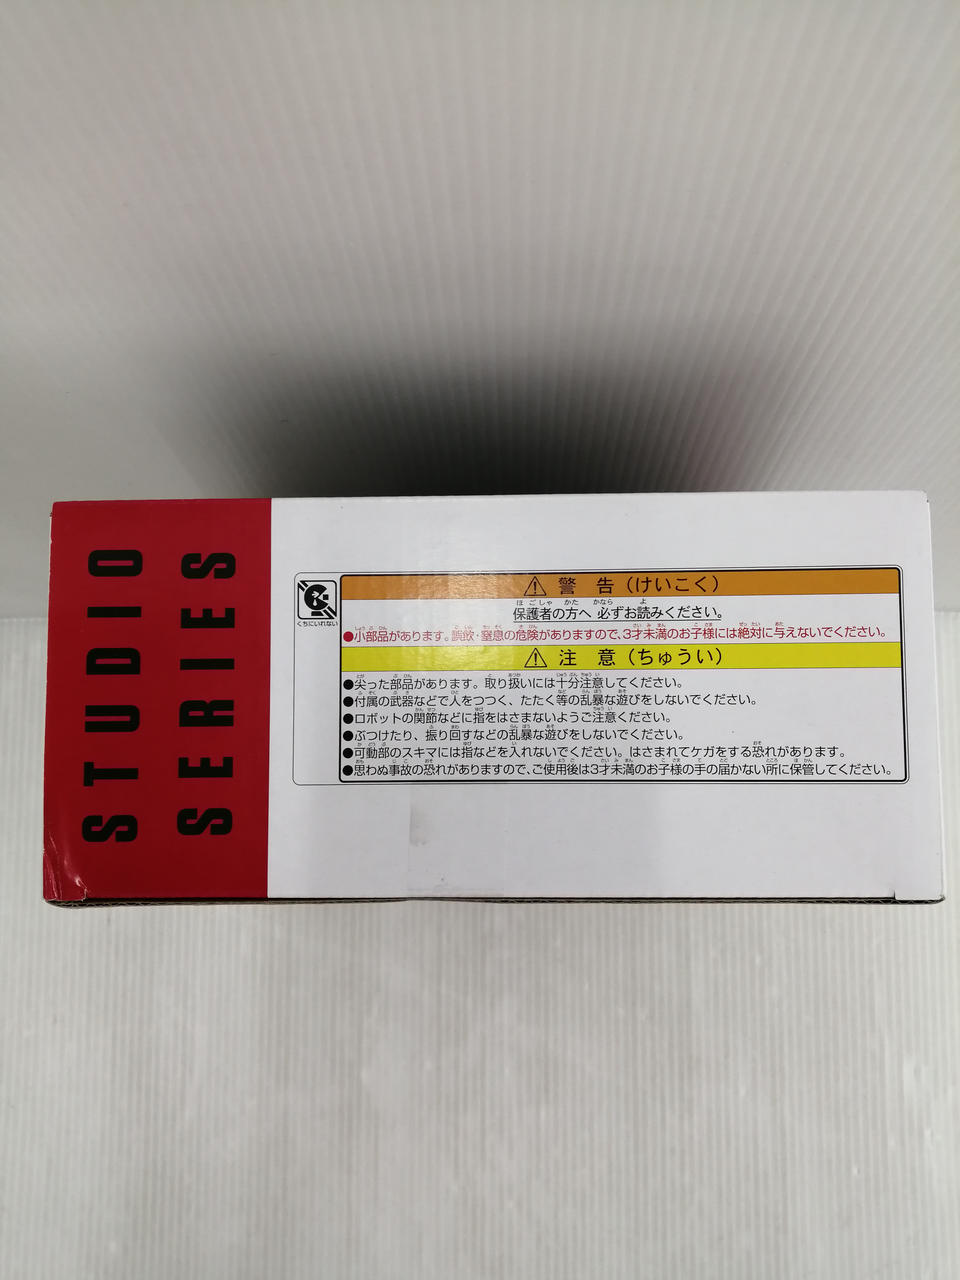 STUDIO
SERIES
くちにいれない
警告(けいこく)
保護者の方へ 必ずお読みください。
●小部品があります。誤飲・窒息の危険がありますので、3才未満のお子様には絶対に与えないでください。
注意(ちゅうい)
●尖った部品があります。取り扱いには十分注意してください。
●付属の武器などで人をつつく、たたく等の乱暴な遊びをしないでください。
●ロボットの関節などに指をはさまないようご注意ください。
●ぶつけたり、振り回すなどの乱暴な遊びをしないでください。
●可動部のスキマには指などを入れないでください。はさまれてケガをする恐れがあります。
●思わぬ事故の恐れがありますので、ご使用後は3才未満のお子様の手の届かない所に保管してください。